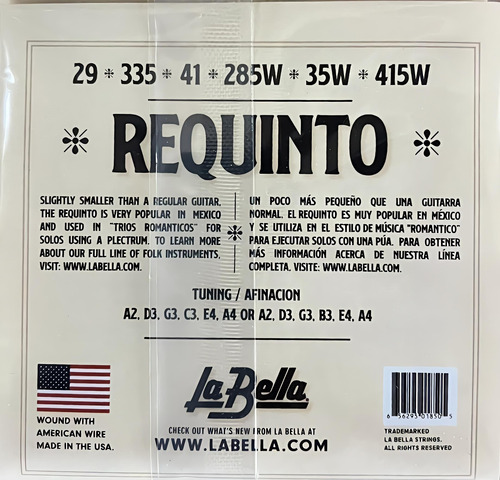 29 * 335 * 41 * 285W * 35W * 415W
REQUINTO
SLIGHTLY SMALLER THAN A REGULAR GUITAR,
THE REQUINTO IS VERY POPULAR IN MEXICO
AND USED IN "TRIOS ROMANTICOS" FOR
SOLOS USING A PLECTRUM. TO LEARN MORE
ABOUT OUR FULL LINE OF FOLK INSTRUMENTS,
VISIT: WWW.LABELLA.COM.
UN POCO MÁS PEQUEÑO QUE UNA GUITARRA
NORMAL. EL REQUINTO ES MUY POPULAR EN MÉXICO
Y SE UTILIZA EN EL ESTILO DE MÚSICA "ROMANTICO"
PARA EJECUTAR SOLOS CON UNA PÚA. PARA OBTENER
MÁS INFORMACIÓN ACERCA DE NUESTRA LÍNEA
COMPLETA. VISITE: WWW.LABELLA.COM.
TUNING / AFINACION
A2, D3, G3, C3, E4, A4 OR A2, D3, G3, B3, E4, A4
WOUND WITH
AMERICAN WIRE
MADE IN THE USA.
La Bella
CHECK OUT WHAT'S NEW FROM LA BELLA AT
WWW.LABELLA.COM
6 56293 01850 5
TRADEMARKED
LA BELLA STRINGS.
ALL RIGHTS RESERVED